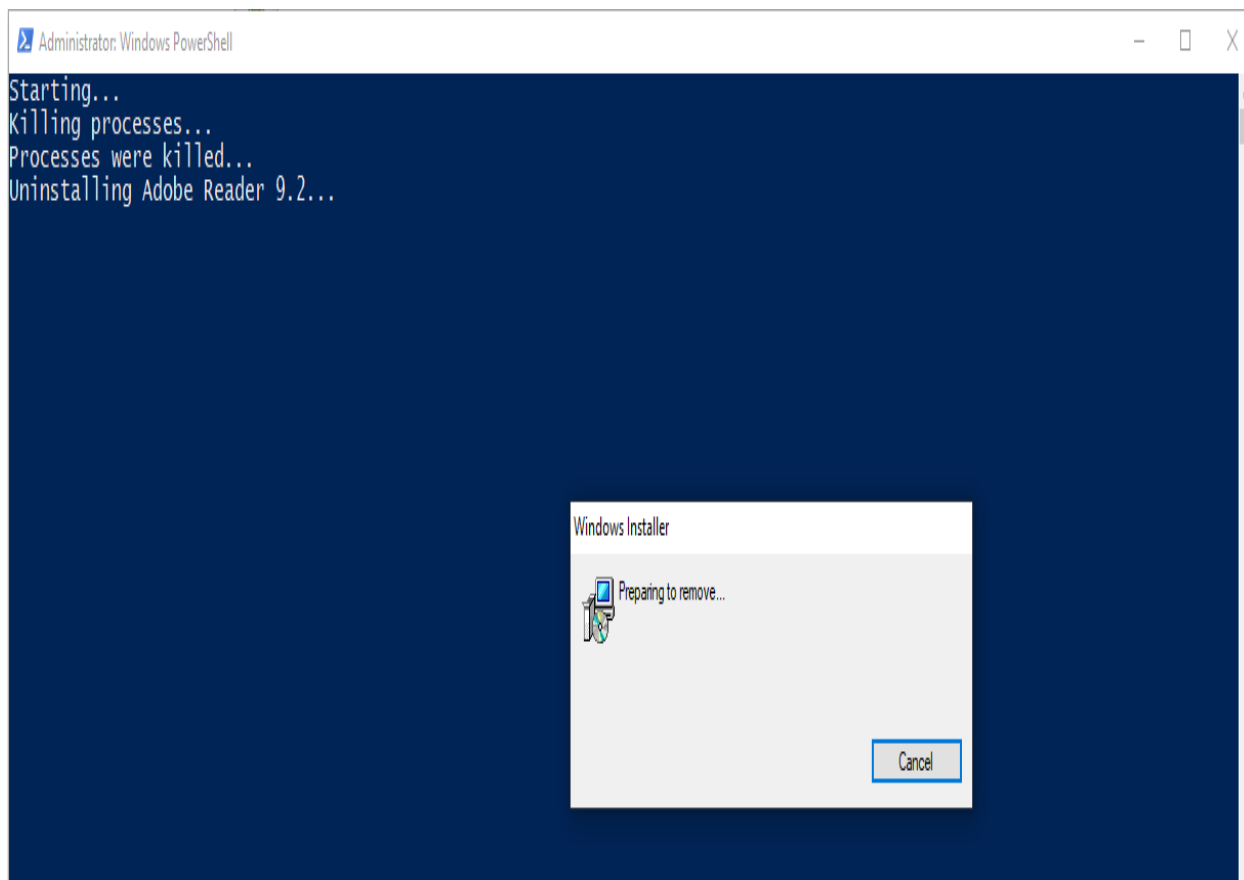 Administrator: Windows PowerShell
Starting...
Killing processes...
Processes were killed...
Uninstalling Adobe Reader 9.2...
Windows Installer
Preparing to remove...
Cancel